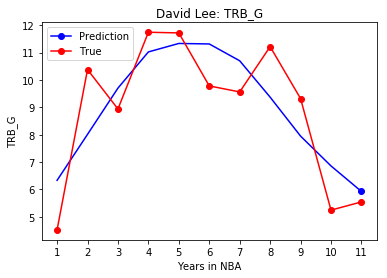 David Lee: TRB_G
Prediction
True
12
11
10
9
8
7
6
5
TRB_G
1 2 3 4 5 6 7 8 9 10 11
Years in NBA